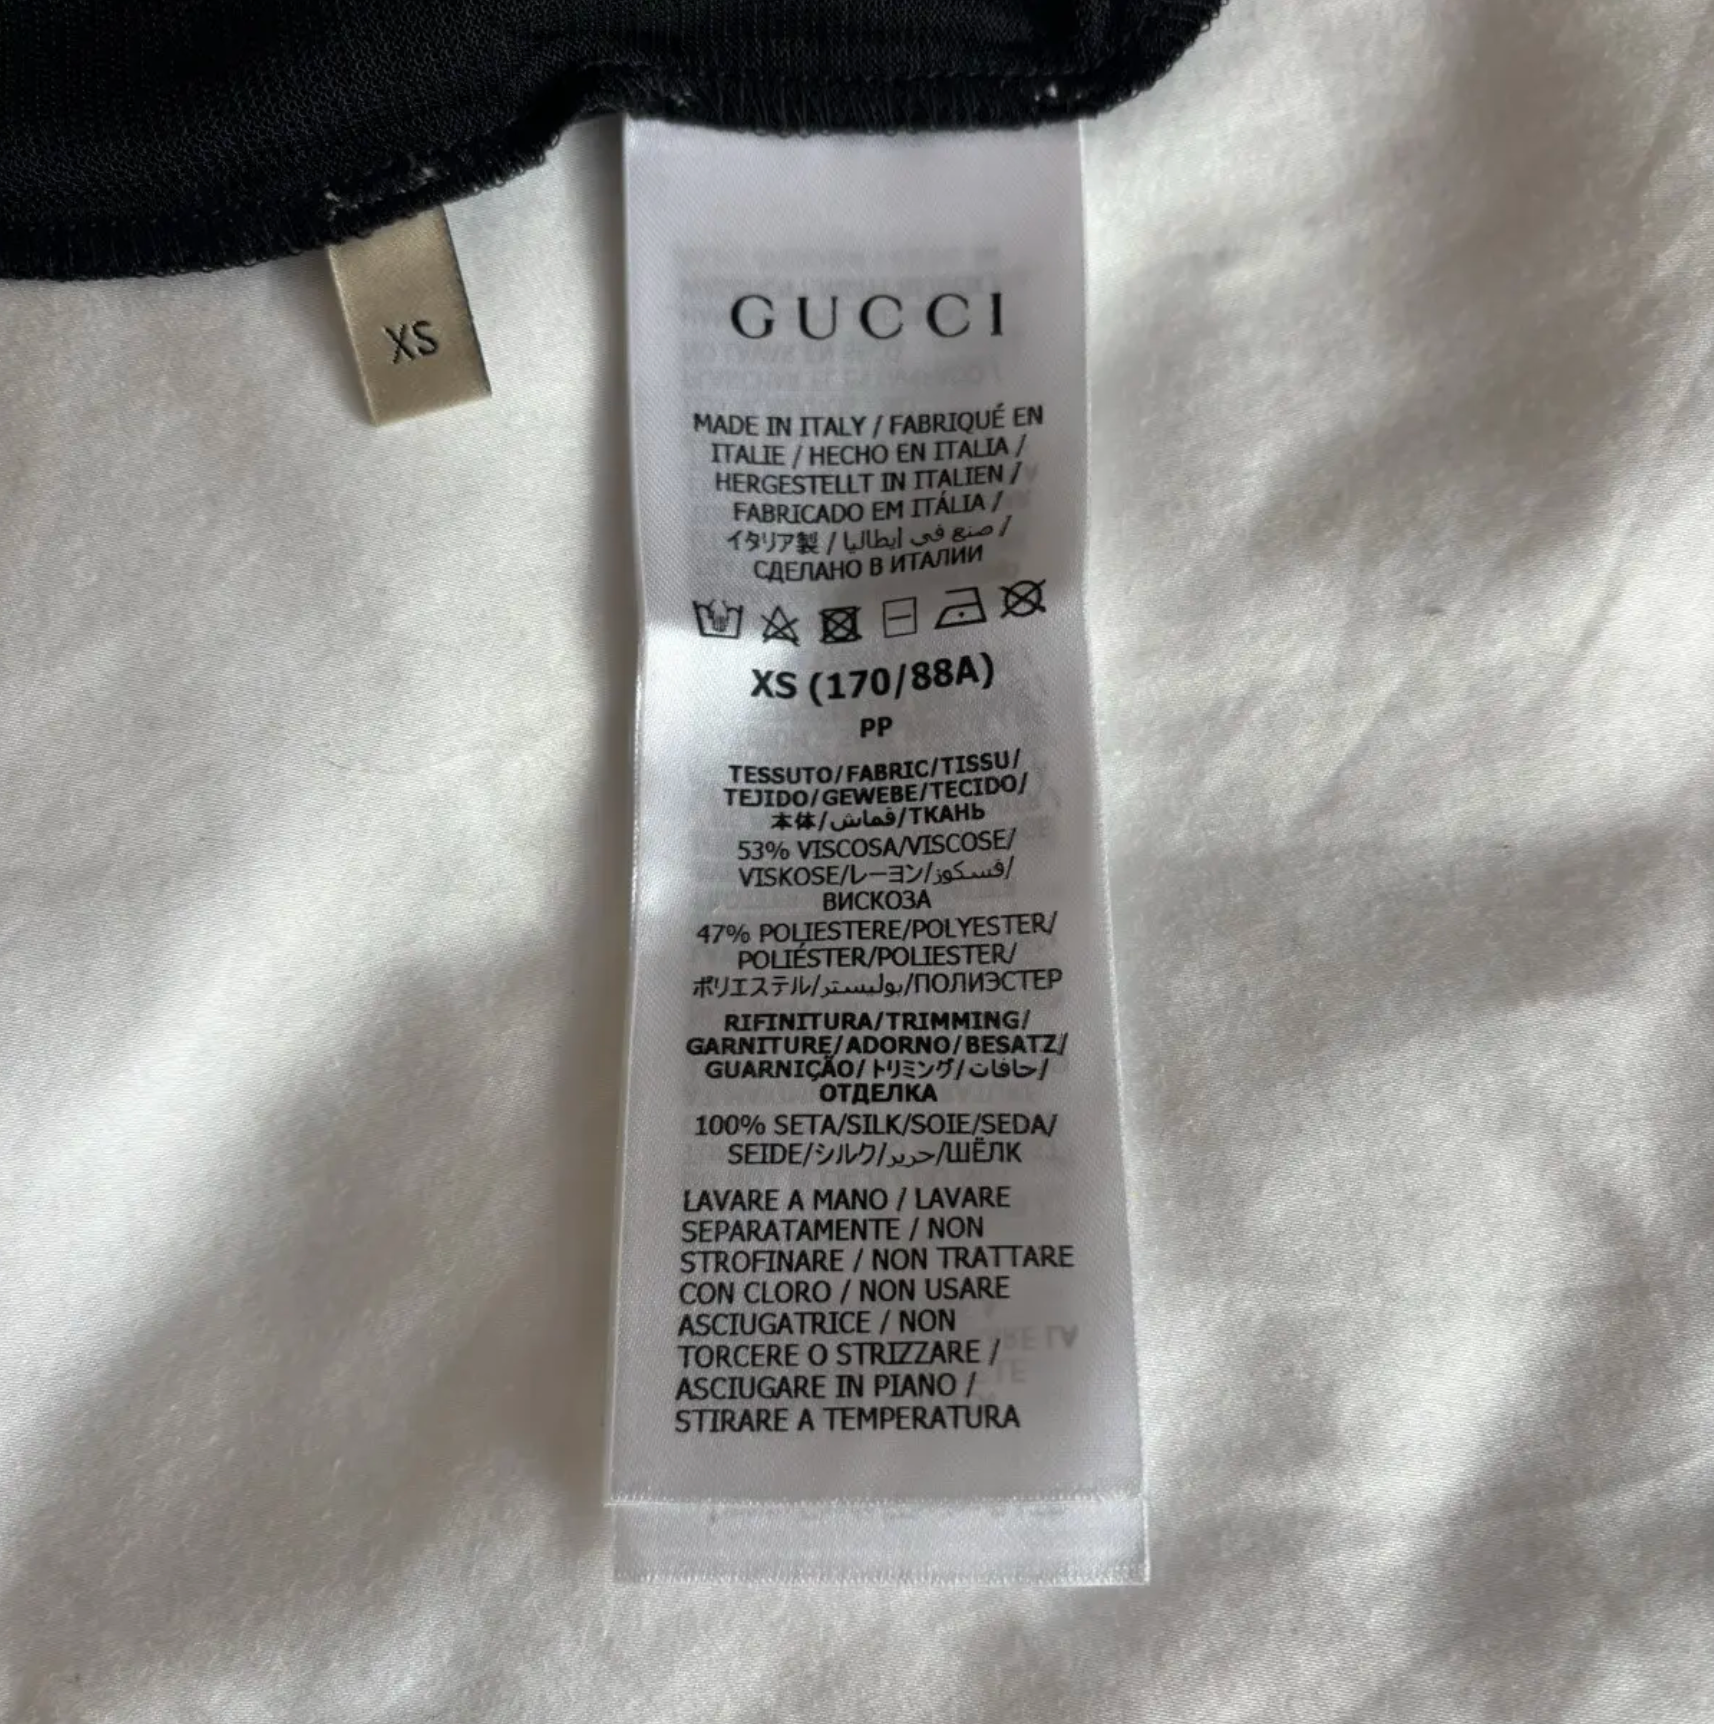 XS
GUCCI
MADE IN ITALY / FABRIQUÉ EN
ITALIE / HECHO EN ITALIA /
HERGESTELLT IN ITALIEN /
FABRICADO EM ITÁLIA /
イタリア製 / صنع في ايطاليا /
СДЕЛАНО В ИТАЛИИ
XS (170/88A)
PP
TESSUTO/FABRIC/TISSU/
TEJIDO/GEWEBE/TECIDO/
本体/قماش/ТКАНЬ
53% VISCOSA/VISCOSE/
VISKOSE/レーヨン/فسكوز/
ВИСКОЗА
47% POLIESTERE/POLYESTER/
POLIÉSTER/POLIESTER/
ポリエステル/بوليستر/ПОЛИЭСТЕР
RIFINITURA/TRIMMING/
GARNITURE/ADORNO/BESATZ/
GUARNIÇÃO/トリミング/حافات/
ОТДЕЛКА
100% SETA/SILK/SOIE/SEDA/
SEIDE/シルク/حرير/ШЁЛК
LAVARE A MANO / LAVARE
SEPARATAMENTE / NON
STROFINARE / NON TRATTARE
CON CLORO / NON USARE
ASCIUGATRICE / NON
TORCERE O STRIZZARE /
ASCIUGARE IN PIANO /
STIRARE A TEMPERATURA